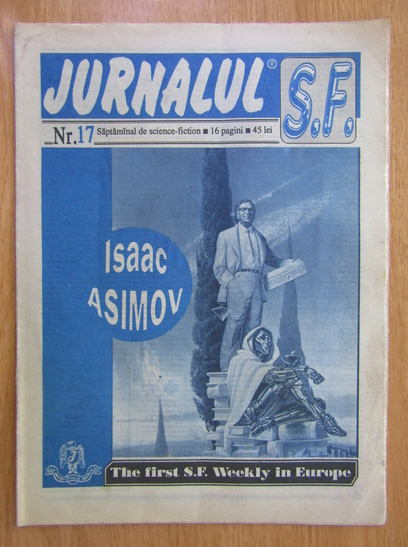 JURNALUL®
S.F.
Nr. 17 Săptămînal de science-fiction ■ 16 pagini ■ 45 lei
Isaac
ASIMOV
The first S.F. Weekly in Europe